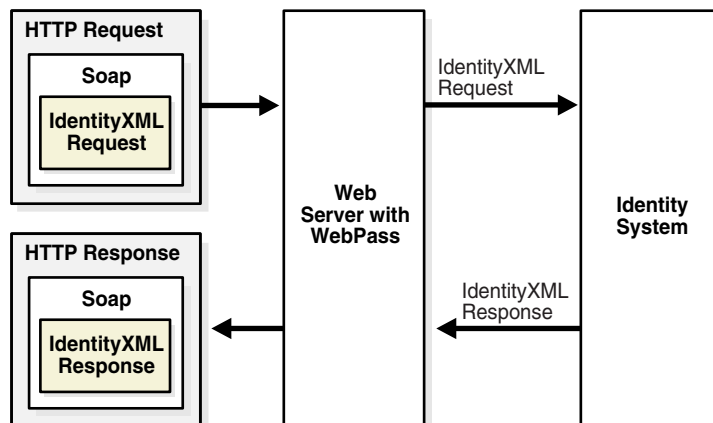 HTTP Request
Soap
IdentityXML
Request
HTTP Response
Soap
IdentityXML
Response
Web
Server with
WebPass
IdentityXML
Request
IdentityXML
Response
Identity
System